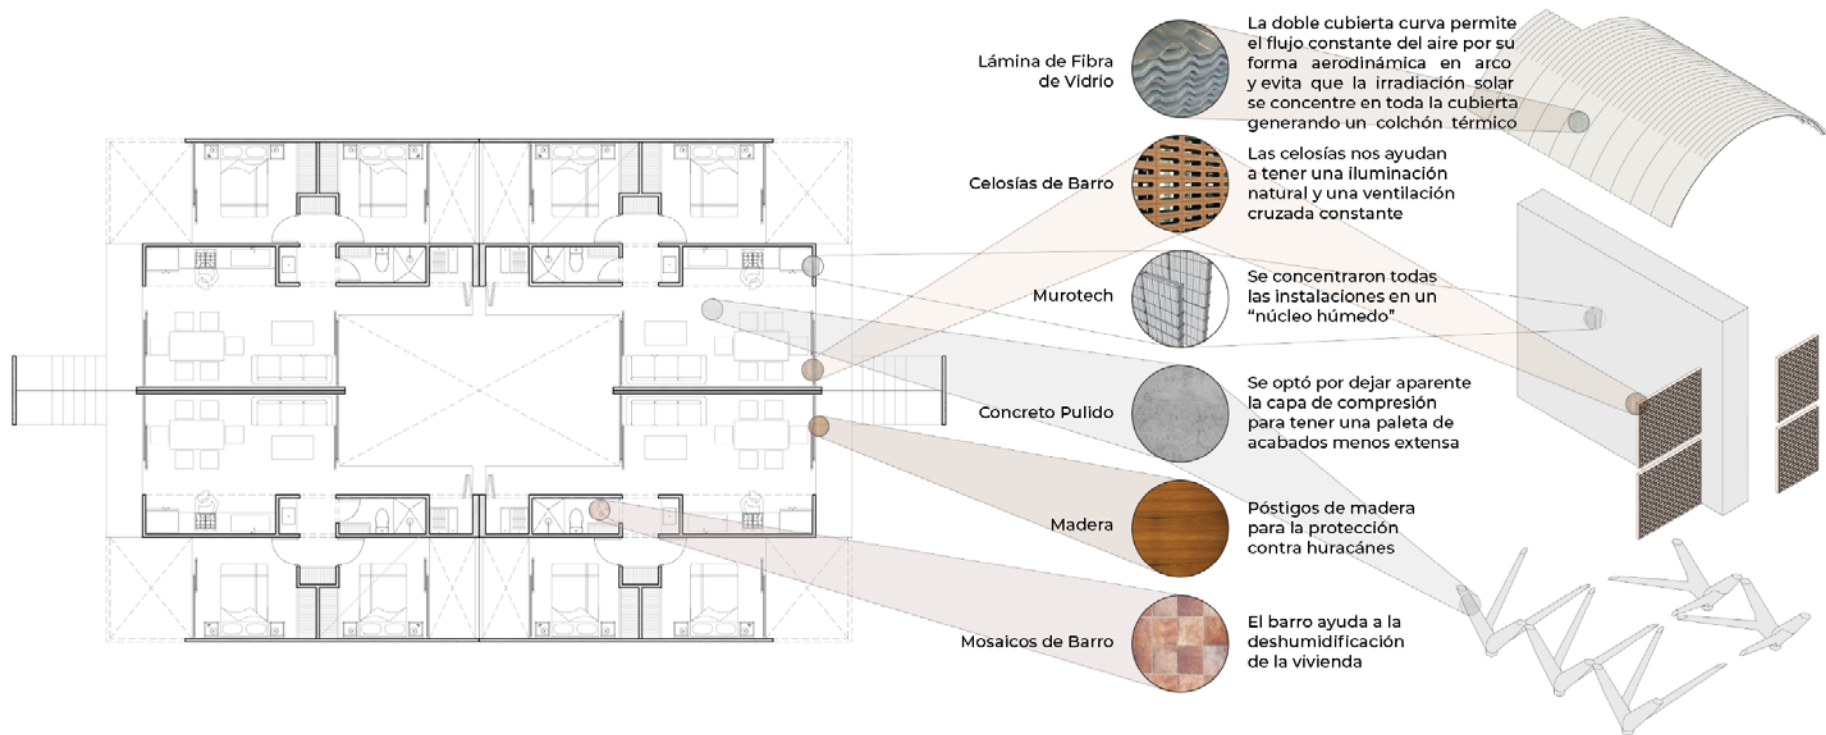 Lámina de Fibra
de Vidrio
La doble cubierta curva permite
el flujo constante del aire por su
forma aerodinámica en arco
y evita que la irradiación solar
se concentre en toda la cubierta
generando un colchón térmico
Celosías de Barro
Las celosías nos ayudan
a tener una iluminación
natural y una ventilación
cruzada constante
Murotech
Se concentraron todas
las instalaciones en un
“núcleo húmedo”
Concreto Pulido
Se optó por dejar aparente
la capa de compresión
para tener una paleta de
acabados menos extensa
Madera
Póstigos de madera
para la protección
contra huracánes
Mosaicos de Barro
El barro ayuda a la
deshumidificación
de la vivienda